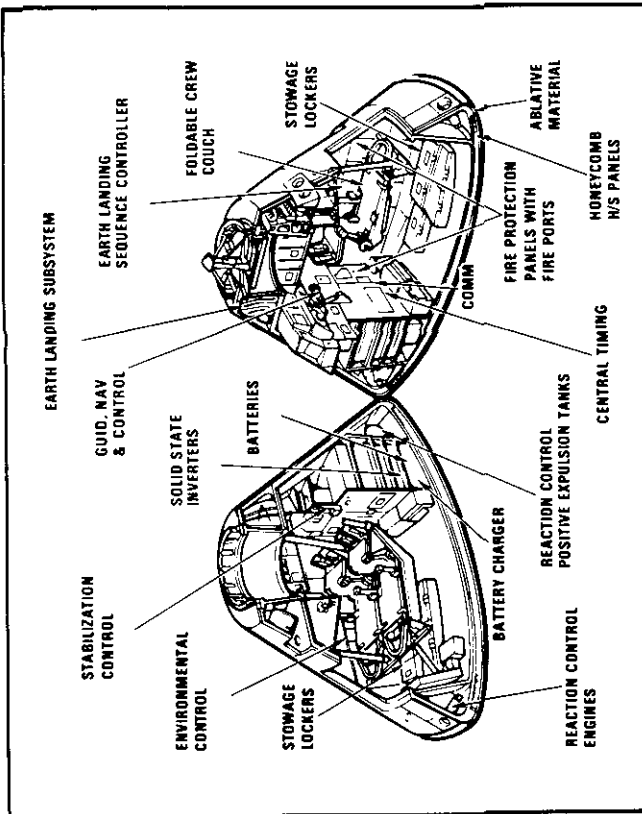 EARTH LANDING SUBSYSTEM
EARTH LANDING
SEQUENCE CONTROLLER
GUID, NAV
& CONTROL
FOLDABLE CREW
COUCH
STABILIZATION
CONTROL
SOLID STATE
INVERTERS
STOWAGE
LOCKERS
ENVIRONMENTAL
CONTROL
BATTERIES
STOWAGE
LOCKERS
BATTERY CHARGER
COMM
FIRE PROTECTION
PANELS WITH
FIRE PORTS
ABLATIVE
MATERIAL
REACTION CONTROL
ENGINES
REACTION CONTROL
POSITIVE EXPULSION TANKS
CENTRAL TIMING
HONEYCOMB
H/S PANELS